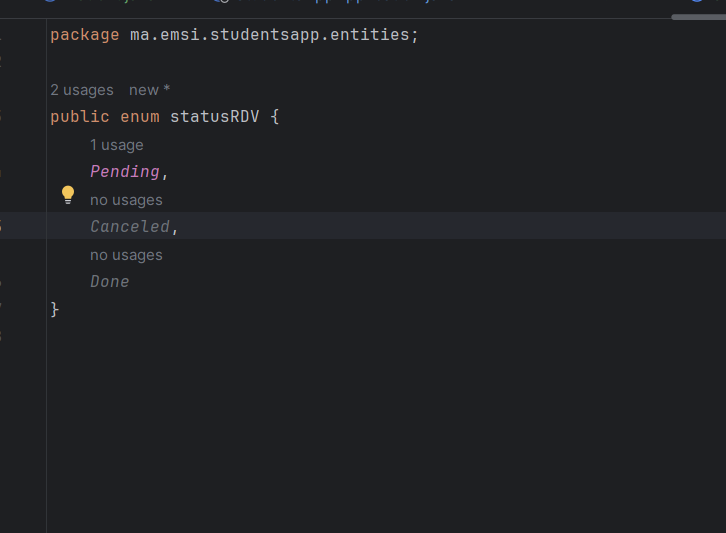 package ma.emsi.studentsapp.entities;
2 usages new *
public enum statusRDV {
1 usage
Pending,
no usages
Canceled,
no usages
Done
}